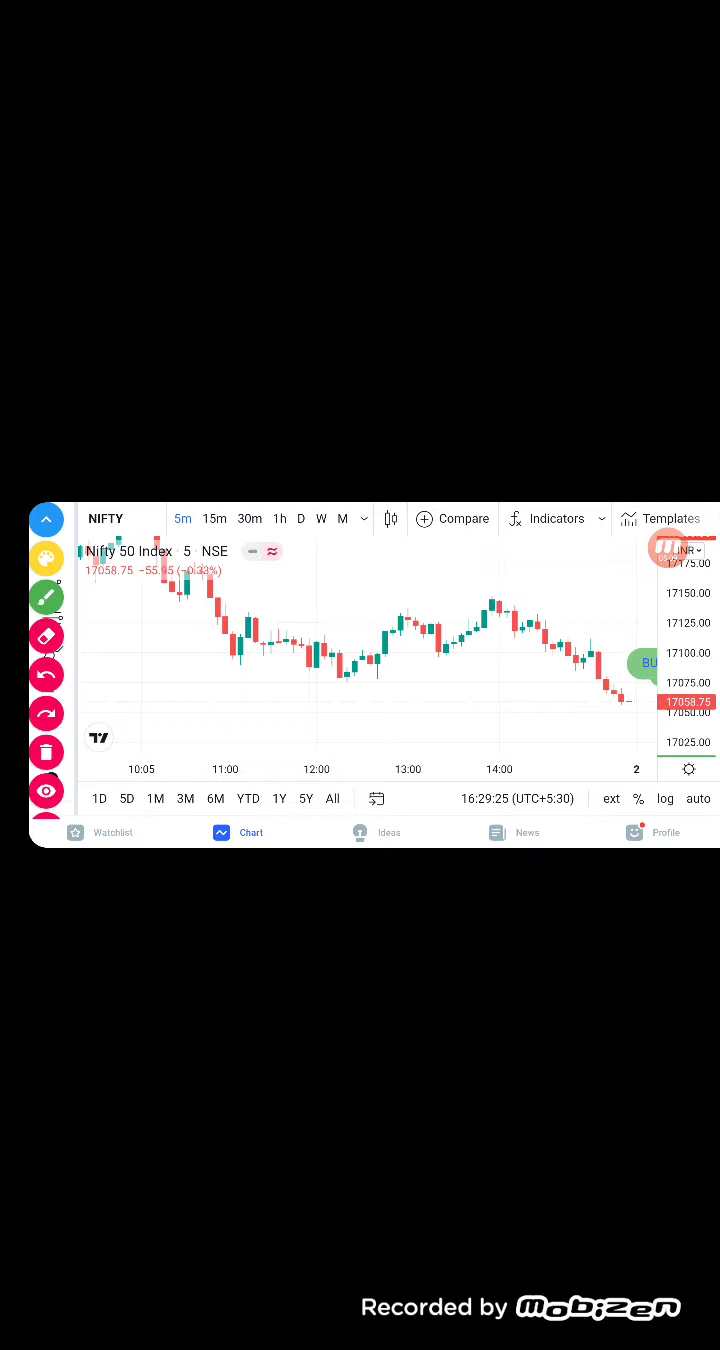 NIFTY 5m 15m 30m 1h D W M Compare Indicators Templates
Nifty 50 Index · 5 · NSE
17058.75 −55.95 (−0.33%)
17175.00
17150.00
17125.00
17100.00
BU
17075.00
17058.75
17050.00
17025.00
10:05 11:00 12:00 13:00 14:00 2
1D 5D 1M 3M 6M YTD 1Y 5Y All 16:29:25 (UTC+5:30) ext % log auto
Watchlist Chart Ideas News Profile
Recorded by mobizen